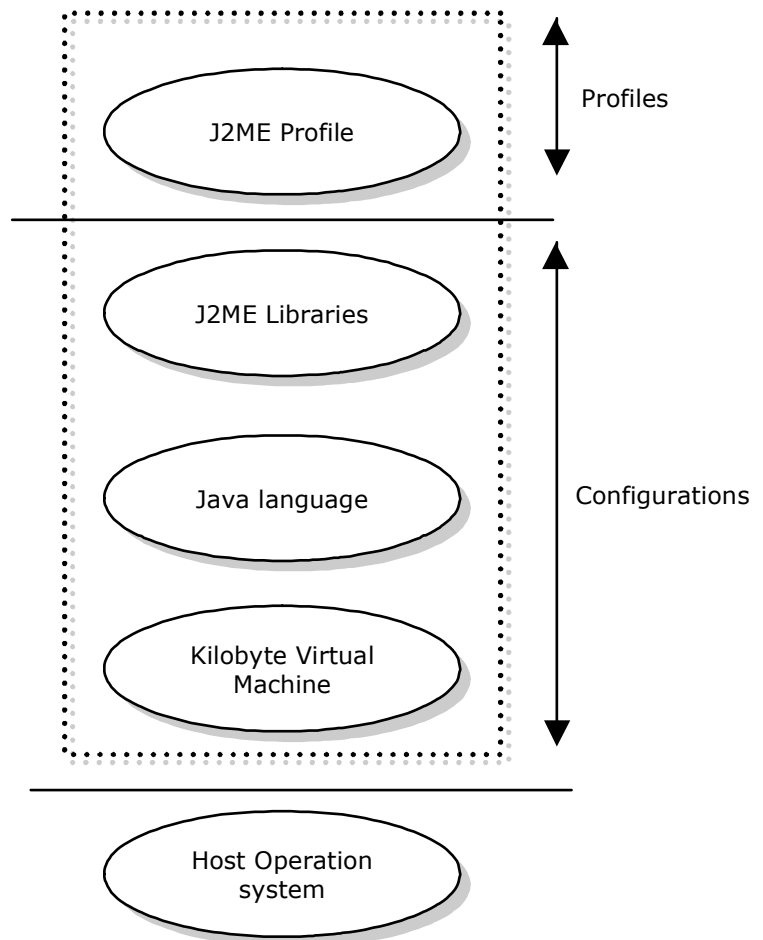 J2ME Profile
Profiles
J2ME Libraries
Java language
Configurations
Kilobyte Virtual
Machine
Host Operation
system